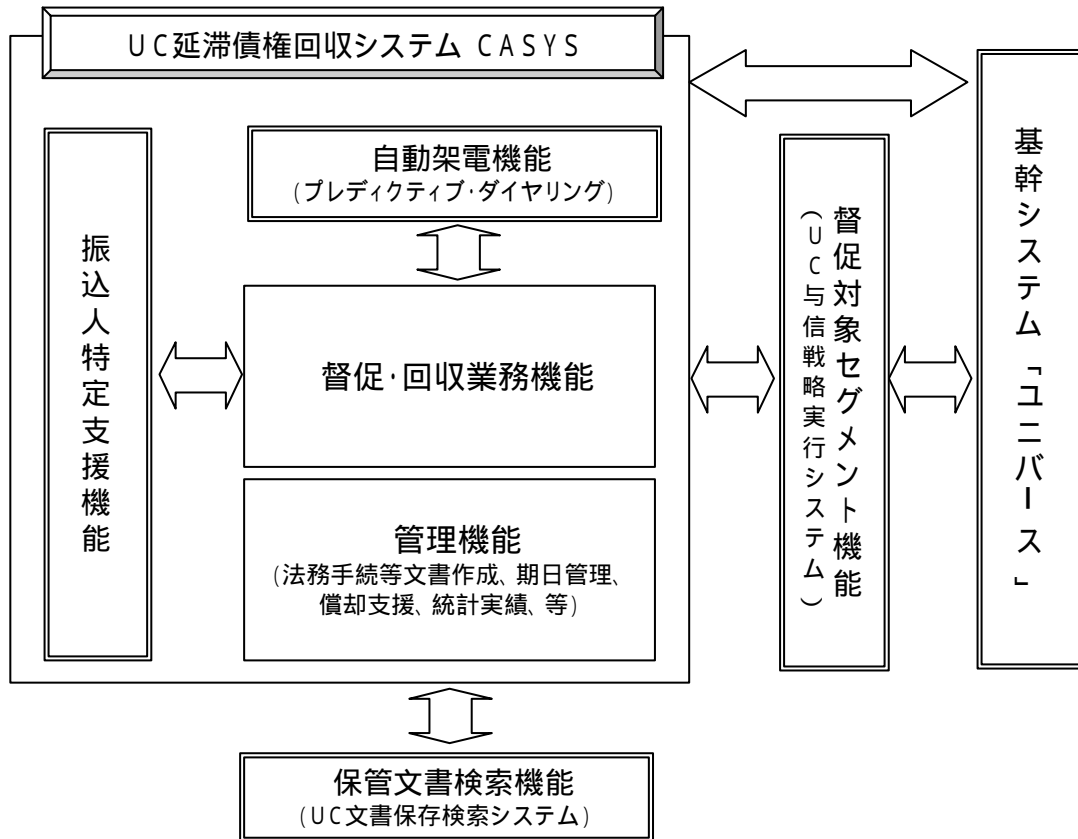 UC延滞債権回収システム CASYS
自動架電機能
(プレディクティブ・ダイヤリング)
振込人特定支援機能
督促・回収業務機能
管理機能
(法務手続等文書作成、期日管理、
償却支援、統計実績、等)
督促対象セグメント機能
(UC与信戦略実行システム)
基幹システム「ユニバース」
保管文書検索機能
(UC文書保存検索システム)